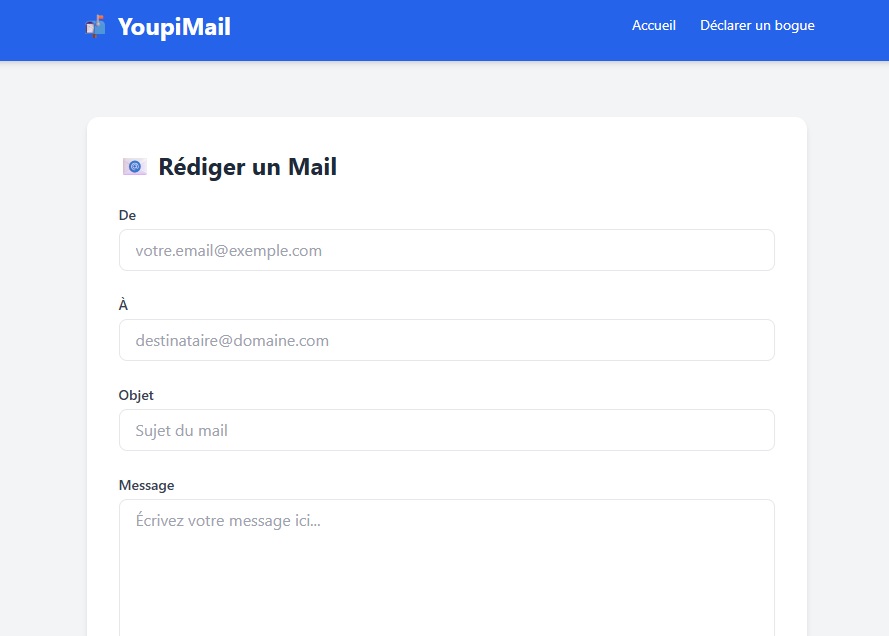 YoupiMail
Accueil
Déclarer un bogue
Rédiger un Mail
De
votre.email@exemple.com
À
destinataire@domaine.com
Objet
Sujet du mail
Message
Écrivez votre message ici...